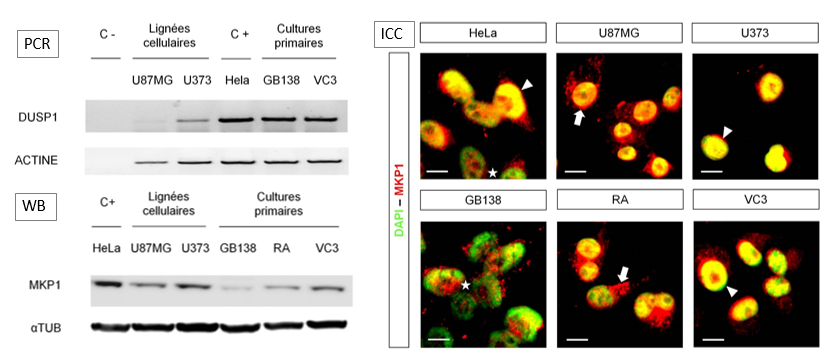 PCR
C -
Lignées
cellulaires
C +
Cultures
primaires
U87MG U373 Hela GB138 VC3
DUSP1
ACTINE
WB
C+
Lignées
cellulaires
Cultures
primaires
HeLa U87MG U373 GB138 RA VC3
MKP1
αTUB
ICC
HeLa U87MG U373
DAPI – MKP1
GB138 RA VC3